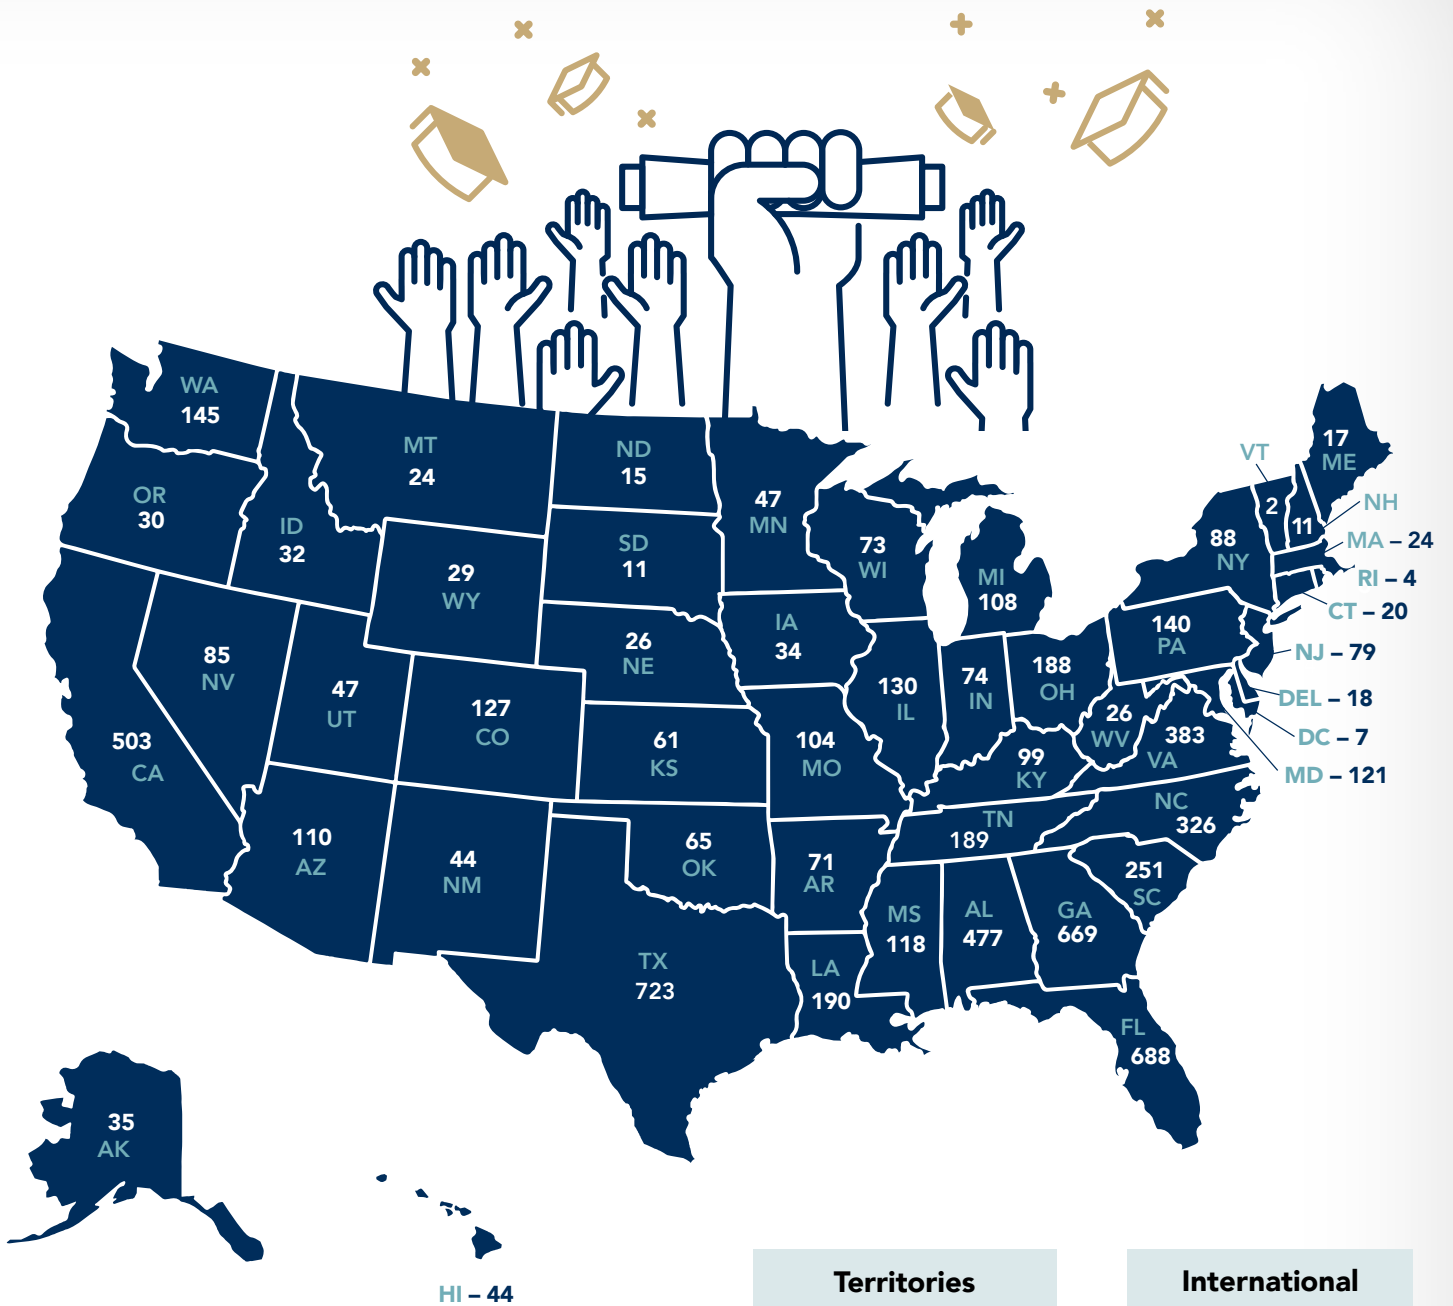 WA
145
MT
24
ND
15
OR
30
ID
32
29
WY
SD
11
47
MN
73
WI
MI
108
VT
2
11
17
ME
NH
88
NY
MA – 24
RI – 4
CT – 20
140
PA
NJ – 79
DEL – 18
DC – 7
MD – 121
85
NV
47
UT
127
CO
26
NE
IA
34
130
IL
74
IN
188
OH
26
WV
383
VA
503
CA
61
KS
104
MO
99
KY
NC
326
TN
189
110
AZ
44
NM
65
OK
71
AR
251
SC
MS
118
AL
477
GA
669
TX
723
LA
190
FL
688
35
AK
HI – 44
Territories
International